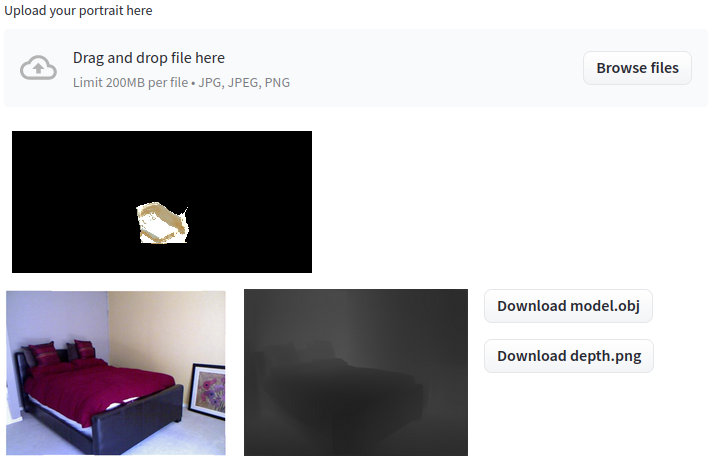 Upload your portrait here
Drag and drop file here
Limit 200MB per file • JPG, JPEG, PNG
Browse files
Download model.obj
Download depth.png